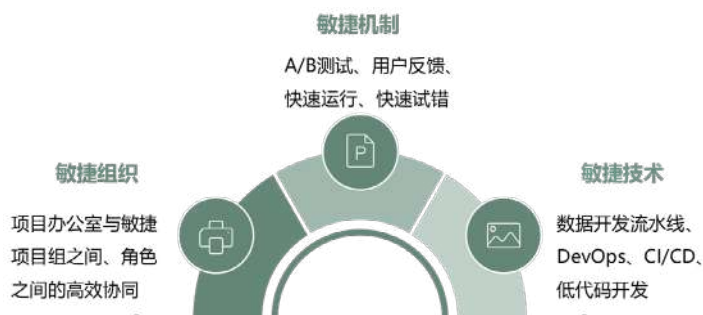 敏捷机制
A/B测试、用户反馈、
快速运行、快速试错
P
敏捷组织
项目办公室与敏捷
项目组之间、角色
之间的高效协同
敏捷技术
数据开发流水线、
DevOps、CI/CD、
低代码开发